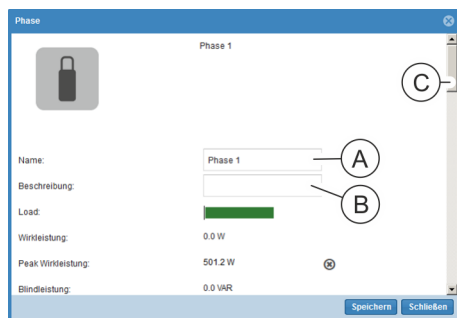 Phase
Phase 1
C
Name: Phase 1 A
Beschreibung:
B
Load:
Wirkleistung: 0.0 W
Peak Wirkleistung: 501.2 W
Blindleistung: 0.0 VAR
Speichern Schließen